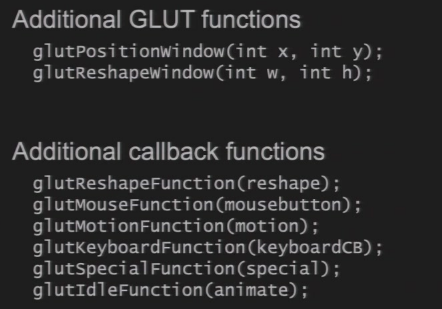 Additional GLUT functions
glutPositionWindow(int x, int y);
glutReshapeWindow(int w, int h);
Additional callback functions
glutReshapeFunction(reshape);
glutMouseFunction(mousebutton);
glutMotionFunction(motion);
glutKeyboardFunction(keyboardCB);
glutSpecialFunction(special);
glutIdleFunction(animate);